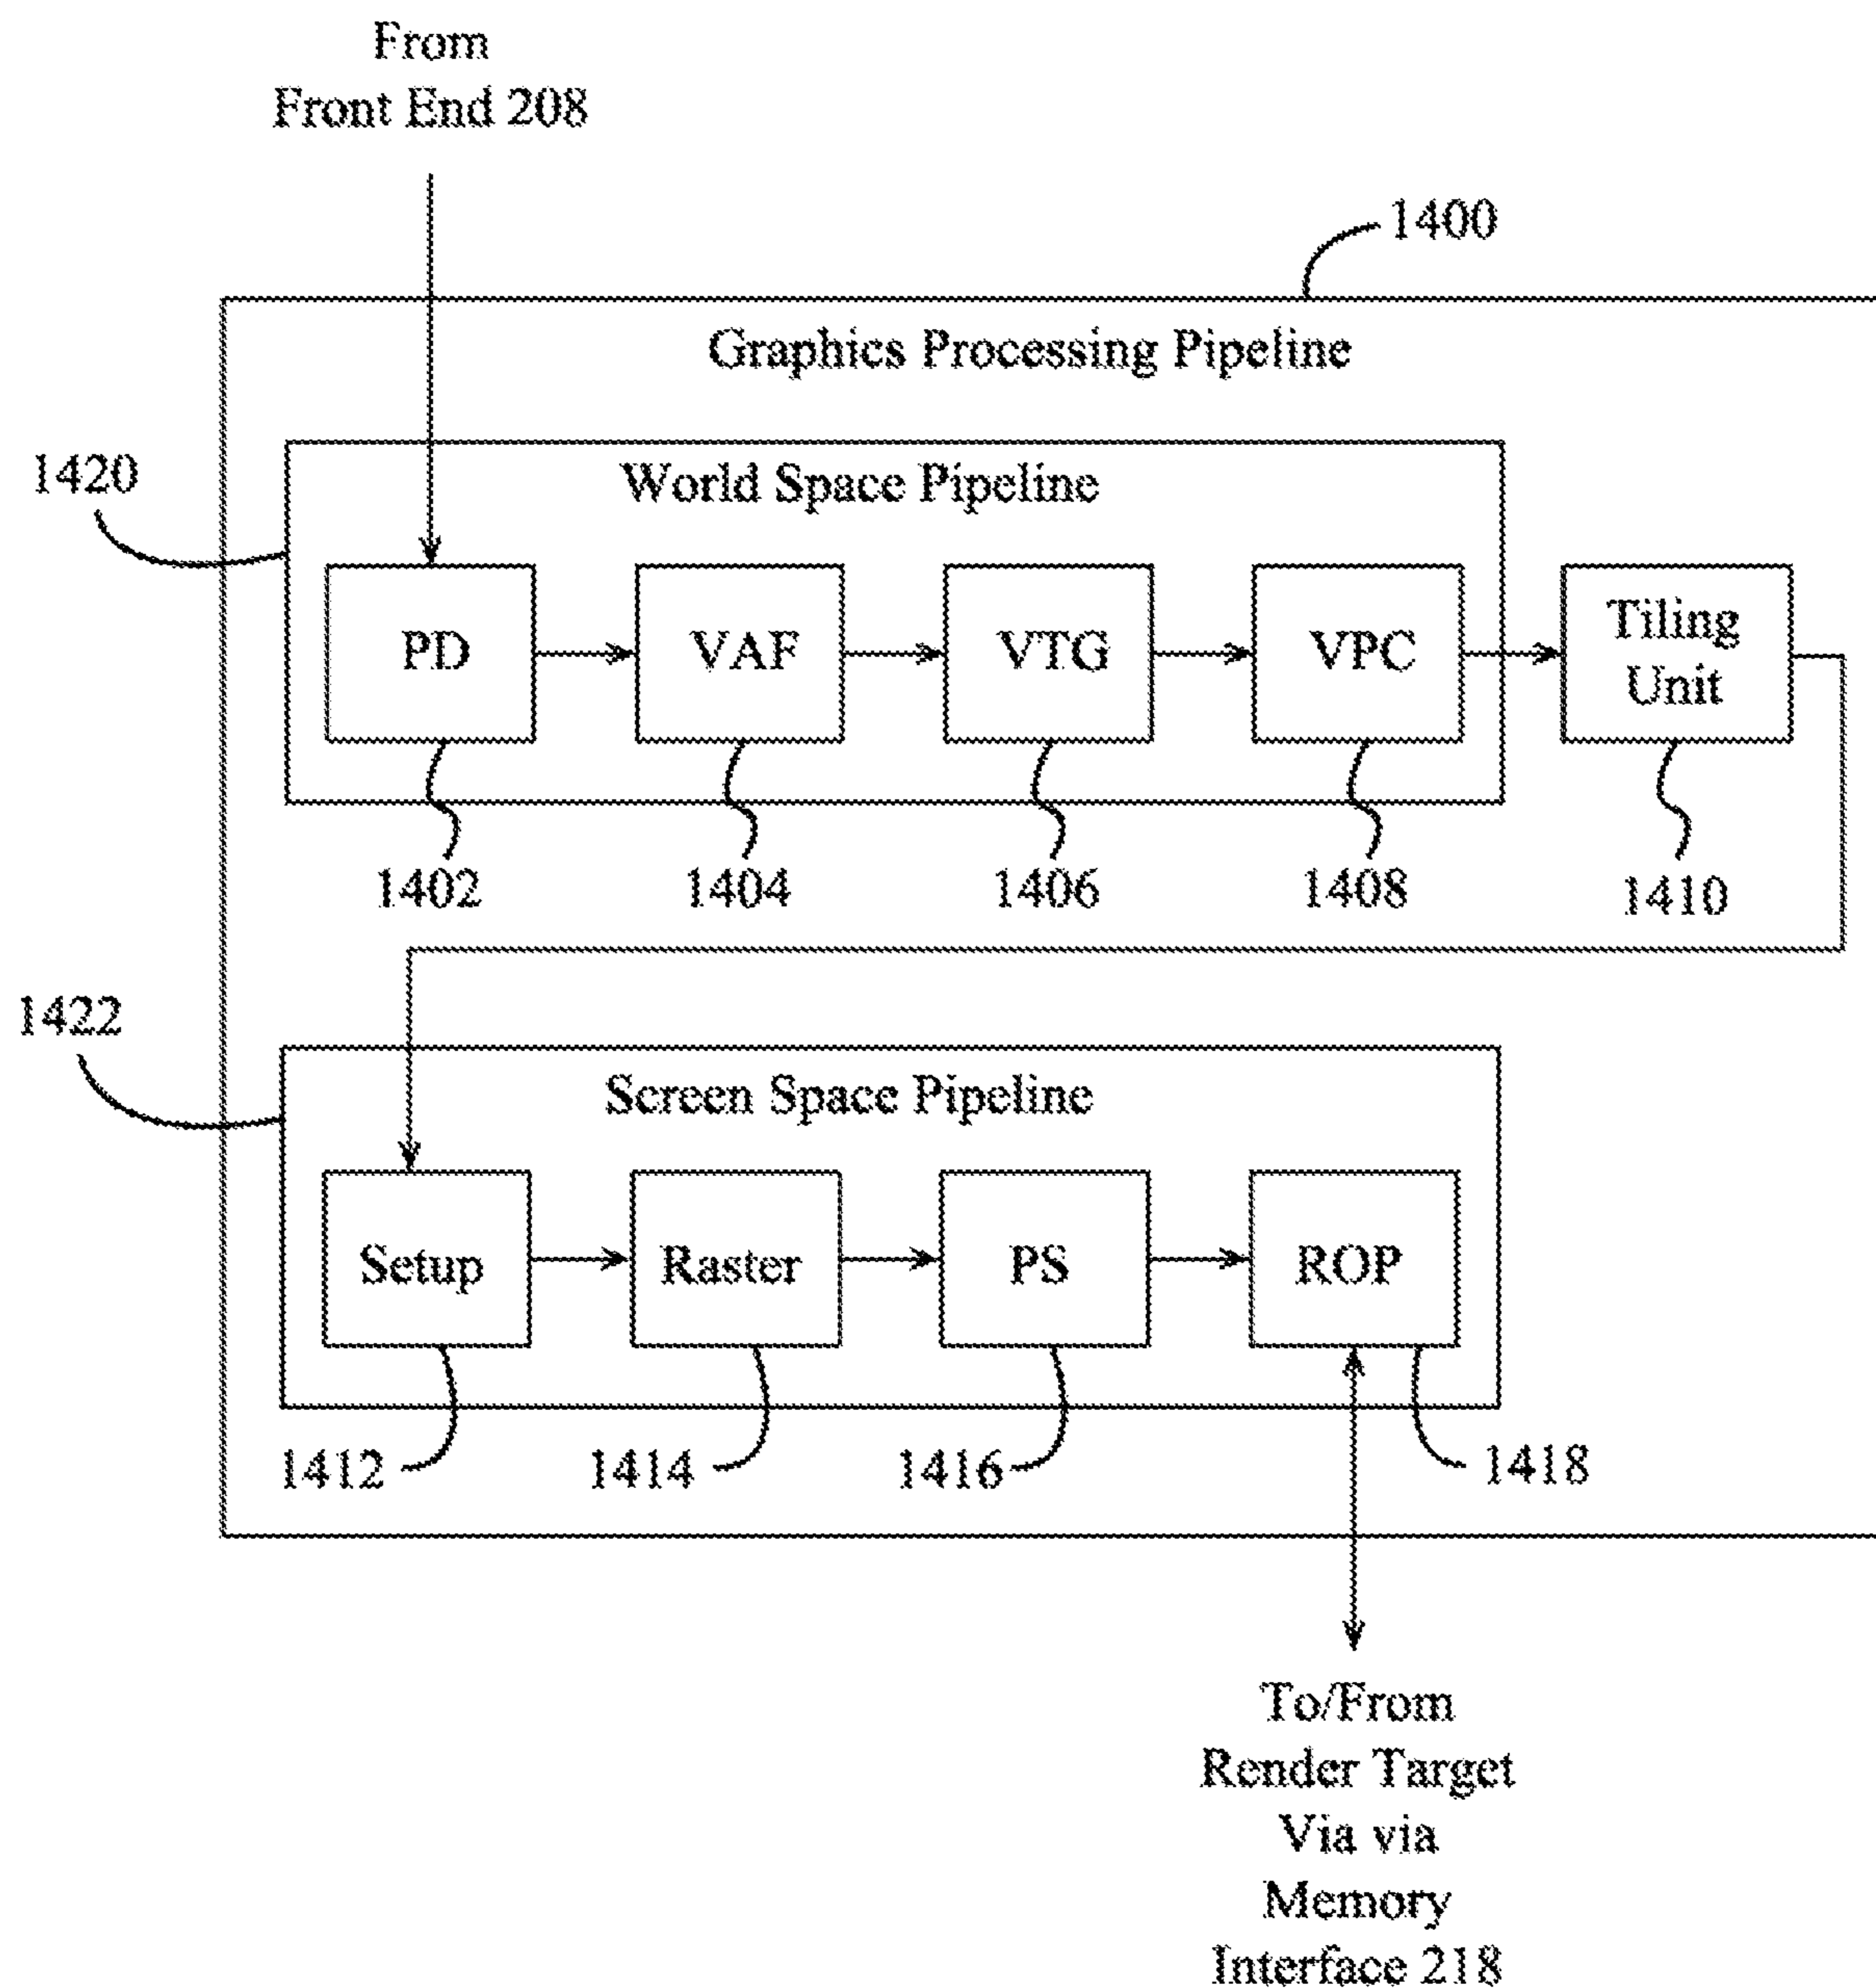 From
Front End 208
1400
Graphics Processing Pipeline
1420
World Space Pipeline
PD
VAF
VTG
VPC
Tiling
Unit
1402
1404
1406
1408
1410
1422
Screen Space Pipeline
Setup
Raster
PS
ROP
1412
1414
1416
1418
To/From
Render Target
Via via
Memory
Interface 218